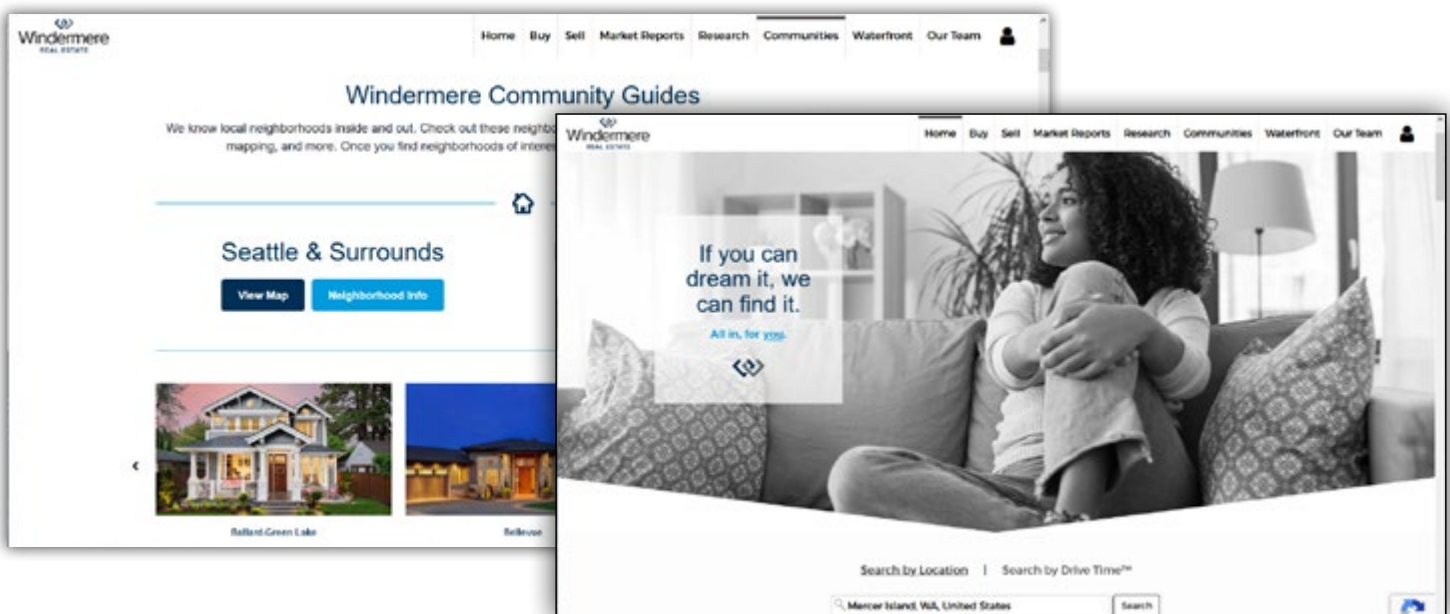 Windermere
REAL ESTATE
Home Buy Sell Market Reports Research Communities Waterfront Our Team
Windermere Community Guides
We know local neighborhoods inside and out. Check out these
mapping, and more. Once you find neighborhoods of
Seattle & Surrounds
View Map Neighborhood Info
Ballard-Green Lake
Bellevue
Windermere
REAL ESTATE
Home Buy Sell Market Reports Research Communities Waterfront Our Team
If you can
dream it, we
can find it.
All in, for you.
Search by Location | Search by Drive Time™
Mercer Island, WA, United States
Search